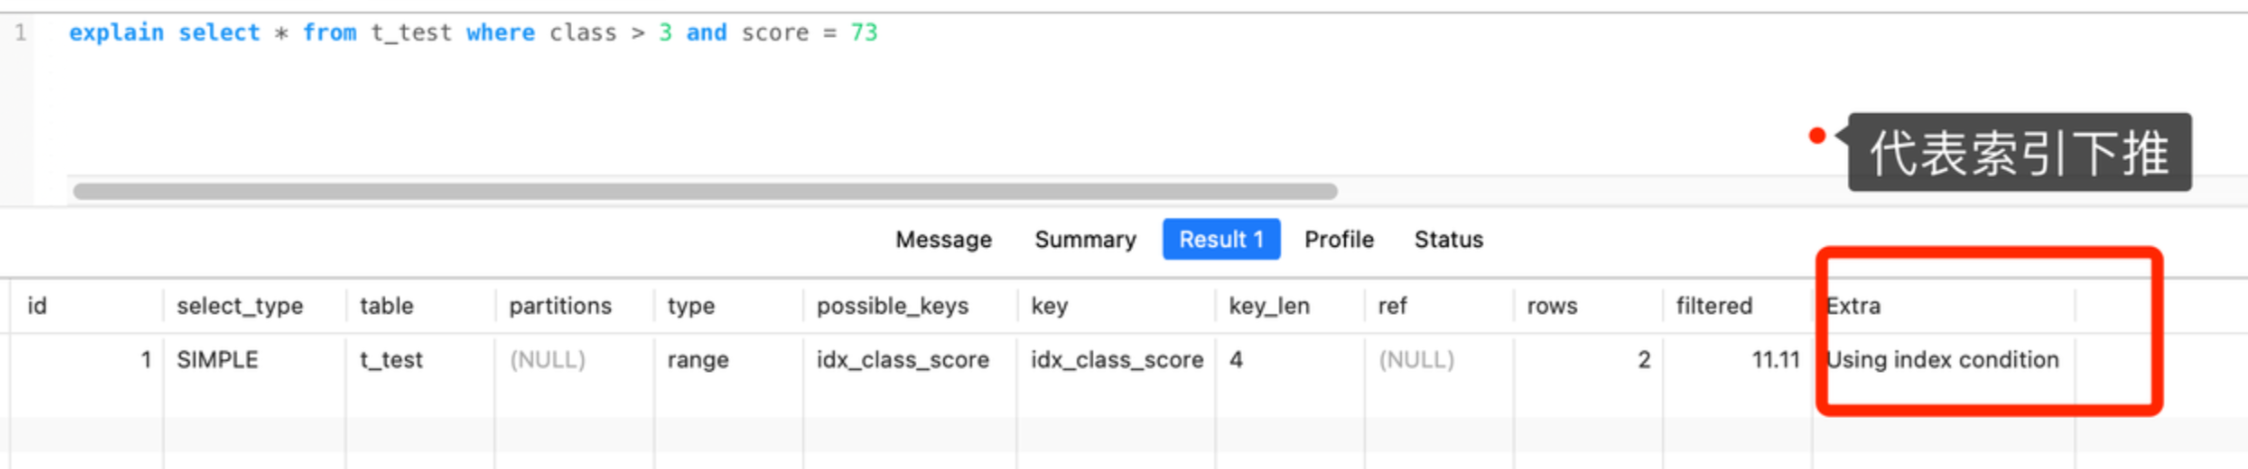 1 explain select * from t_test where class > 3 and score = 73
代表索引下推
Message Summary Result 1 Profile Status
id select_type table partitions type possible_keys key key_len ref rows filtered Extra
1 SIMPLE t_test (NULL) range idx_class_score idx_class_score 4 (NULL) 2 11.11 Using index condition